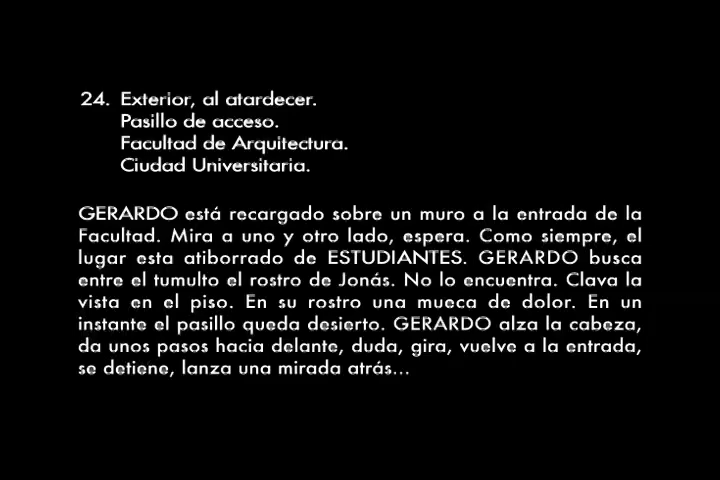 24. Exterior, al atardecer.
Pasillo de acceso.
Facultad de Arquitectura.
Ciudad Universitaria.
GERARDO está recargado sobre un muro a la entrada de la
Facultad. Mira a uno y otro lado, espera. Como siempre, el
lugar esta atiborrado de ESTUDIANTES. GERARDO busca
entre el tumulto el rostro de Jonás. No lo encuentra. Clava la
vista en el piso. En su rostro una mueca de dolor. En un
instante el pasillo queda desierto. GERARDO alza la cabeza,
da unos pasos hacia delante, duda, gira, vuelve a la entrada,
se detiene, lanza una mirada atrás...